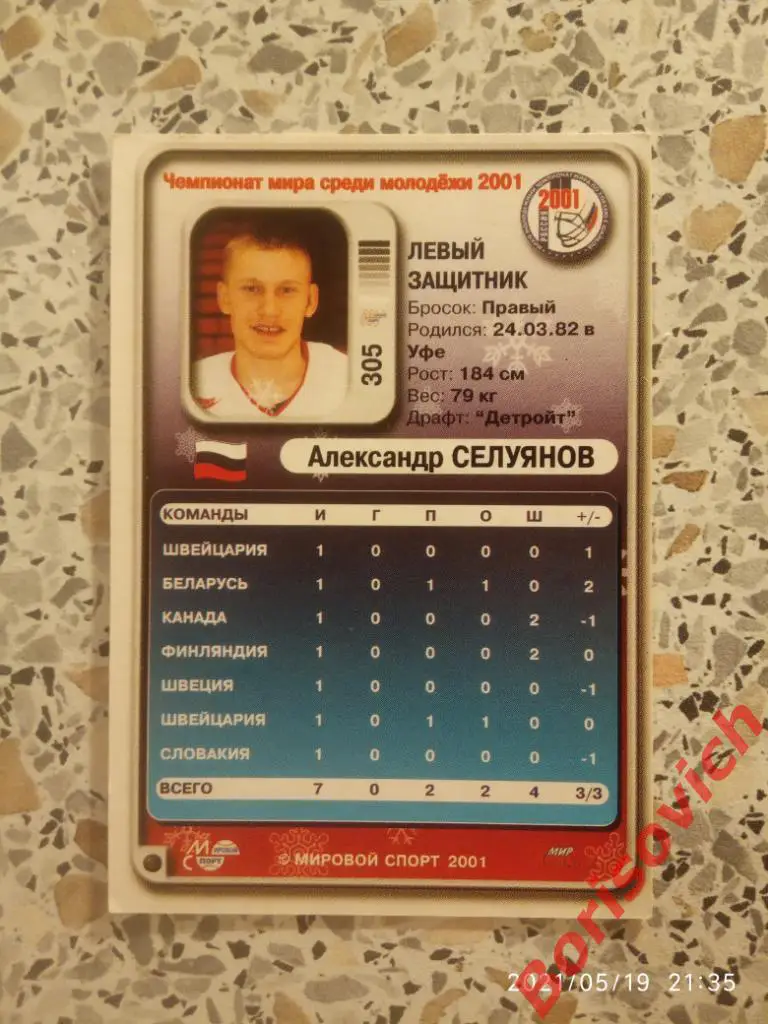 Чемпионат мира среди молодёжи 2001
2001
РОССИЯ
ЛЕВЫЙ
ЗАЩИТНИК
Бросок: Правый
Родился: 24.03.82 в
Уфе
Рост: 184 см
Вес: 79 кг
Драфт: "Детройт"
305
Александр СЕЛУЯНОВ
КОМАНДЫ И Г П О Ш +/-
ШВЕЙЦАРИЯ 1 0 0 0 0 1
БЕЛАРУСЬ 1 0 1 1 0 2
КАНАДА 1 0 0 0 2 -1
ФИНЛЯНДИЯ 1 0 0 0 2 0
ШВЕЦИЯ 1 0 0 0 0 -1
ШВЕЙЦАРИЯ 1 0 1 1 0 0
СЛОВАКИЯ 1 0 0 0 0 -1
ВСЕГО 7 0 2 2 4 3/3
МИРОВОЙ
СПОРТ
© МИРОВОЙ СПОРТ 2001
МИР
Borisovich
2021/05/19 21:35